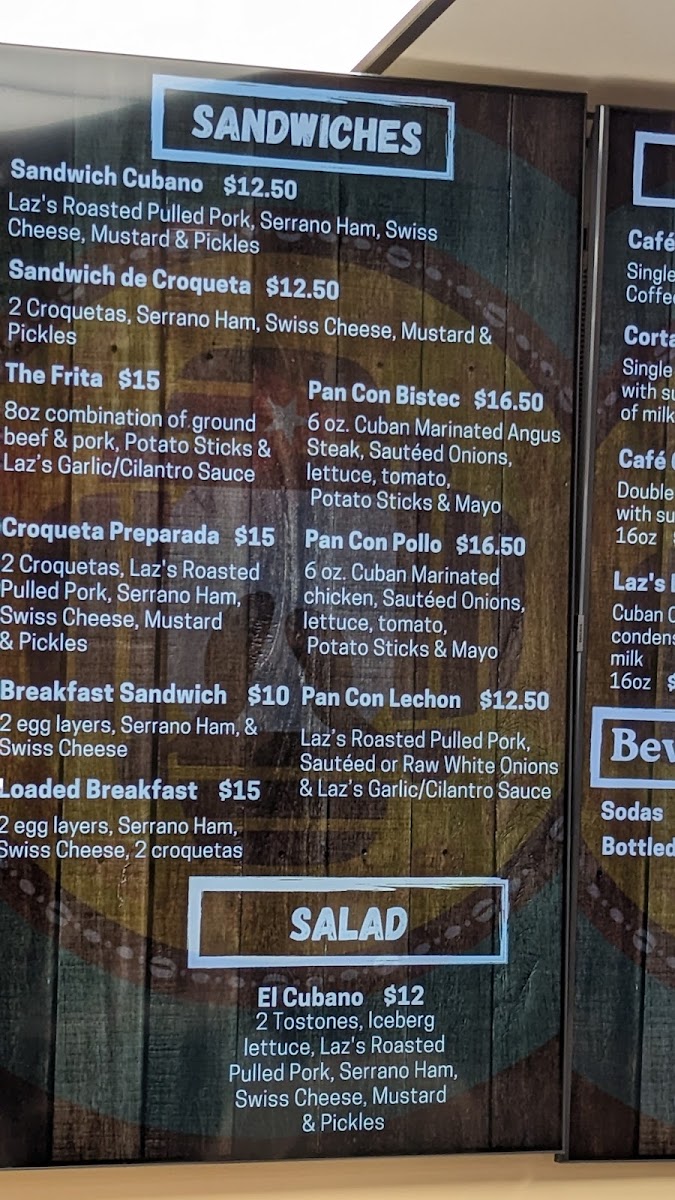 SANDWICHES
Sandwich Cubano $12.50
Laz's Roasted Pulled Pork, Serrano Ham, Swiss
Cheese, Mustard & Pickles
Sandwich de Croqueta $12.50
2 Croquetas, Serrano Ham, Swiss Cheese, Mustard &
Pickles
The Frita $15
8oz combination of ground
beef & pork, Potato Sticks &
Laz's Garlic/Cilantro Sauce
Croqueta Preparada $15
2 Croquetas, Laz's Roasted
Pulled Pork, Serrano Ham,
Swiss Cheese, Mustard
& Pickles
Breakfast Sandwich $10
2 egg layers, Serrano Ham, &
Swiss Cheese
Loaded Breakfast $15
2 egg layers, Serrano Ham,
Swiss Cheese, 2 croquetas
Pan Con Bistec $16.50
6 oz. Cuban Marinated Angus
Steak, Sautéed Onions,
lettuce, tomato,
Potato Sticks & Mayo
Pan Con Pollo $16.50
6 oz. Cuban Marinated
chicken, Sautéed Onions,
lettuce, tomato,
Potato Sticks & Mayo
Pan Con Lechon $12.50
Laz's Roasted Pulled Pork,
Sautéed or Raw White Onions
& Laz's Garlic/Cilantro Sauce
SALAD
El Cubano $12
2 Tostones, Iceberg
lettuce, Laz's Roasted
Pulled Pork, Serrano Ham,
Swiss Cheese, Mustard
& Pickles
Café
Single
Coffe
Corta
Single
with su
of milk
Café
Double
with su
16oz
Laz's
Cuban C
condens
milk
16oz $
Bev
Sodas
Bottled